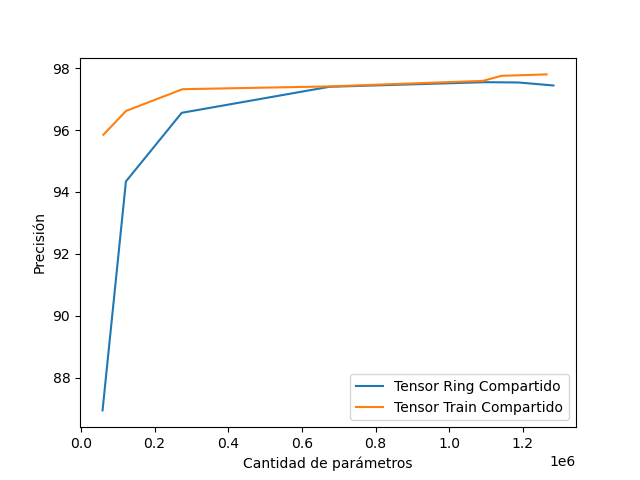 98
96
94
92
90
88
Precisión
0.0 0.2 0.4 0.6 0.8 1.0 1.2
1e6
Cantidad de parámetros
Tensor Ring Compartido
Tensor Train Compartido